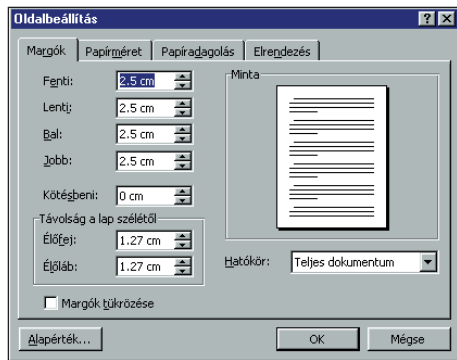 Oldalbeállítás
Margók Papírméret Papíradagolás Elrendezés
Fenti: 2.5 cm
Lenti: 2.5 cm
Bal: 2.5 cm
Jobb: 2.5 cm
Kötésbeni: 0 cm
Távolság a lap szélétől
Élőfej: 1.27 cm
Élőláb: 1.27 cm
Margók tükrözése
Minta
Hatókör: Teljes dokumentum
Alapérték... OK Mégse